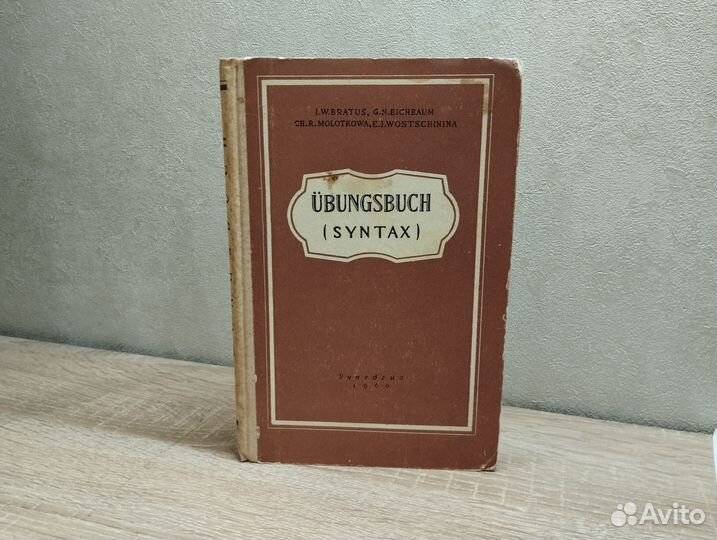 I.W.BRATUS, G.N.EICHBAUM
CH.R.MOLOTKOWA, E.I.WOSTSCHININA
ÜBUNGSBUCH
(SYNTAX)
Учпедгиз
1960
Avito